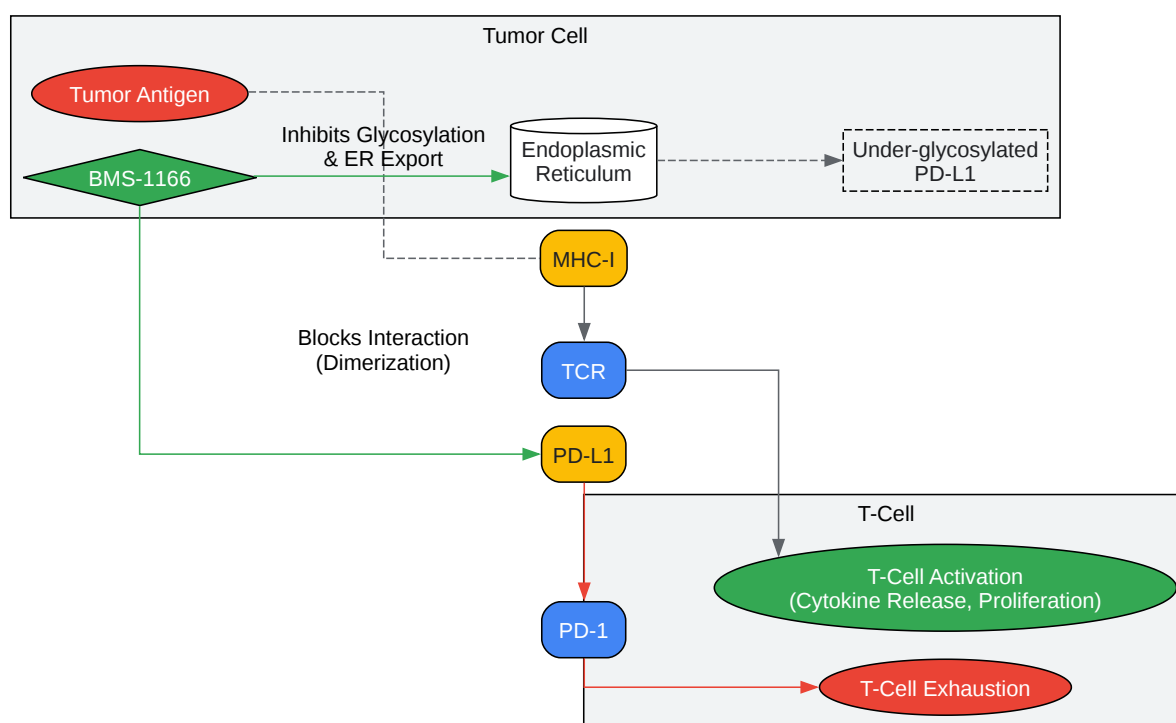 Tumor Cell
Tumor Antigen
Inhibits Glycosylation
& ER Export
Endoplasmic
Reticulum
Under-glycosylated
PD-L1
BMS-1166
MHC-I
Blocks Interaction
(Dimerization)
TCR
PD-L1
T-Cell
T-Cell Activation
(Cytokine Release, Proliferation)
PD-1
T-Cell Exhaustion